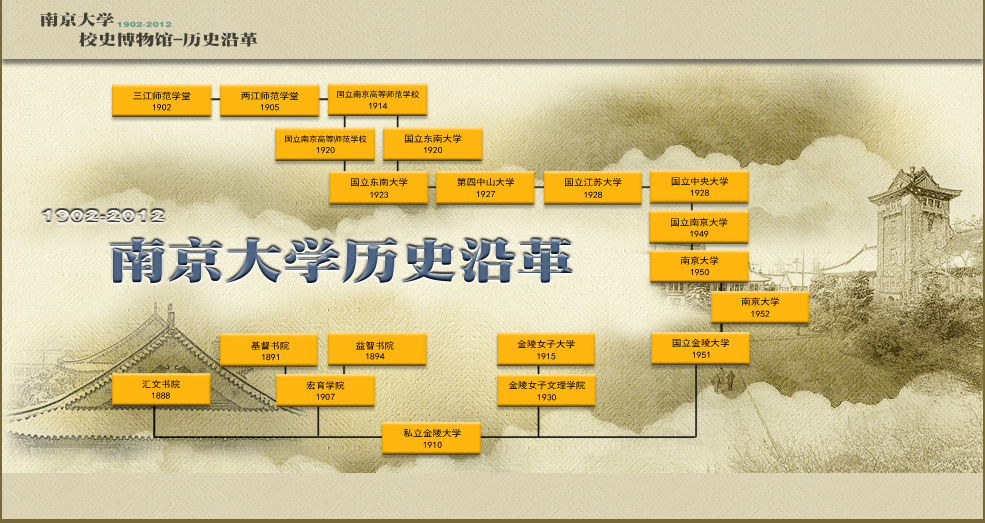 南京大学 1902-2012
校史博物馆-历史沿革
三江师范学堂
1902
两江师范学堂
1905
国立南京高等师范学校
1914
国立南京高等师范学校
1920
国立东南大学
1920
国立东南大学
1923
第四中山大学
1927
国立江苏大学
1928
国立中央大学
1928
国立南京大学
1949
南京大学
1950
南京大学
1952
1902-2012
南京大学历史沿革
基督书院
1891
益智书院
1894
金陵女子大学
1915
国立金陵大学
1951
汇文书院
1888
宏育学院
1907
金陵女子文理学院
1930
私立金陵大学
1910